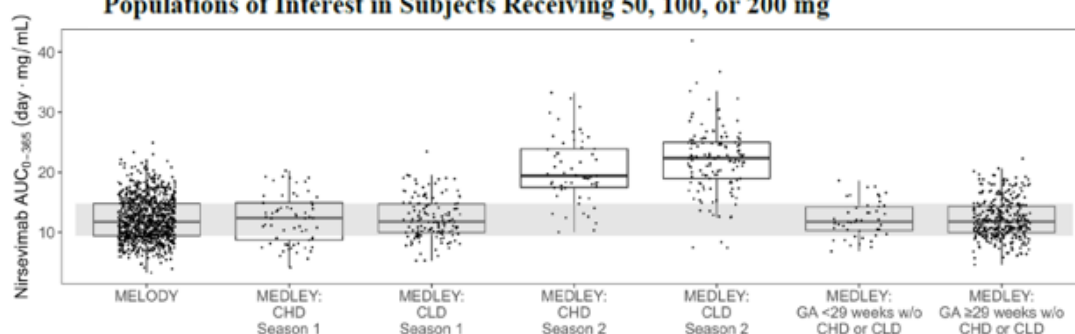 Populations of Interest in Subjects Receiving 50, 100, or 200 mg
Nirsevimab AUC₀₋₃₆₅ (day · mg/mL)
40
30
20
10
MELODY
MEDLEY:
CHD
Season 1
MEDLEY:
CLD
Season 1
MEDLEY:
CHD
Season 2
MEDLEY:
CLD
Season 2
MEDLEY:
GA <29 weeks w/o
CHD or CLD
MEDLEY:
GA ≥29 weeks w/o
CHD or CLD